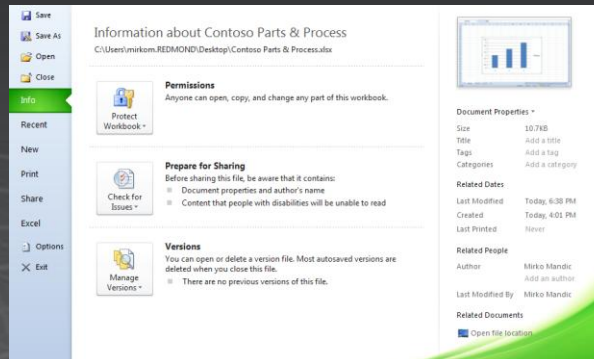 Save
Save As
Open
Close
Info
Recent
New
Print
Share
Excel
Options
Exit
Information about Contoso Parts & Process
C:\Users\mirkom.REDMOND\Desktop\Contoso Parts & Process.xlsx
Protect
Workbook
Permissions
Anyone can open, copy, and change any part of this workbook.
Check for
Issues
Prepare for Sharing
Before sharing this file, be aware that it contains:
Document properties and author's name
Content that people with disabilities will be unable to read
Manage
Versions
Versions
You can open or delete a version file. Most autosaved versions are
deleted when you close this file.
There are no previous versions of this file.
Document Properties
Size 10.7KB
Title Add a title
Tags Add a tag
Categories Add a category
Related Dates
Last Modified Today, 6:38 PM
Created Today, 4:01 PM
Last Printed Never
Related People
Author Mirko Mandic
Add an author
Last Modified By Mirko Mandic
Related Documents
Open file location